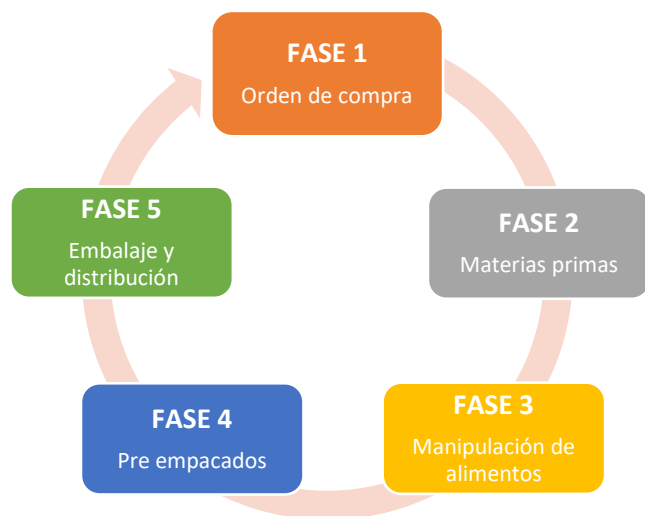 FASE 1
Orden de compra
FASE 2
Materias primas
FASE 3
Manipulación de
alimentos
FASE 4
Pre empacados
FASE 5
Embalaje y
distribución